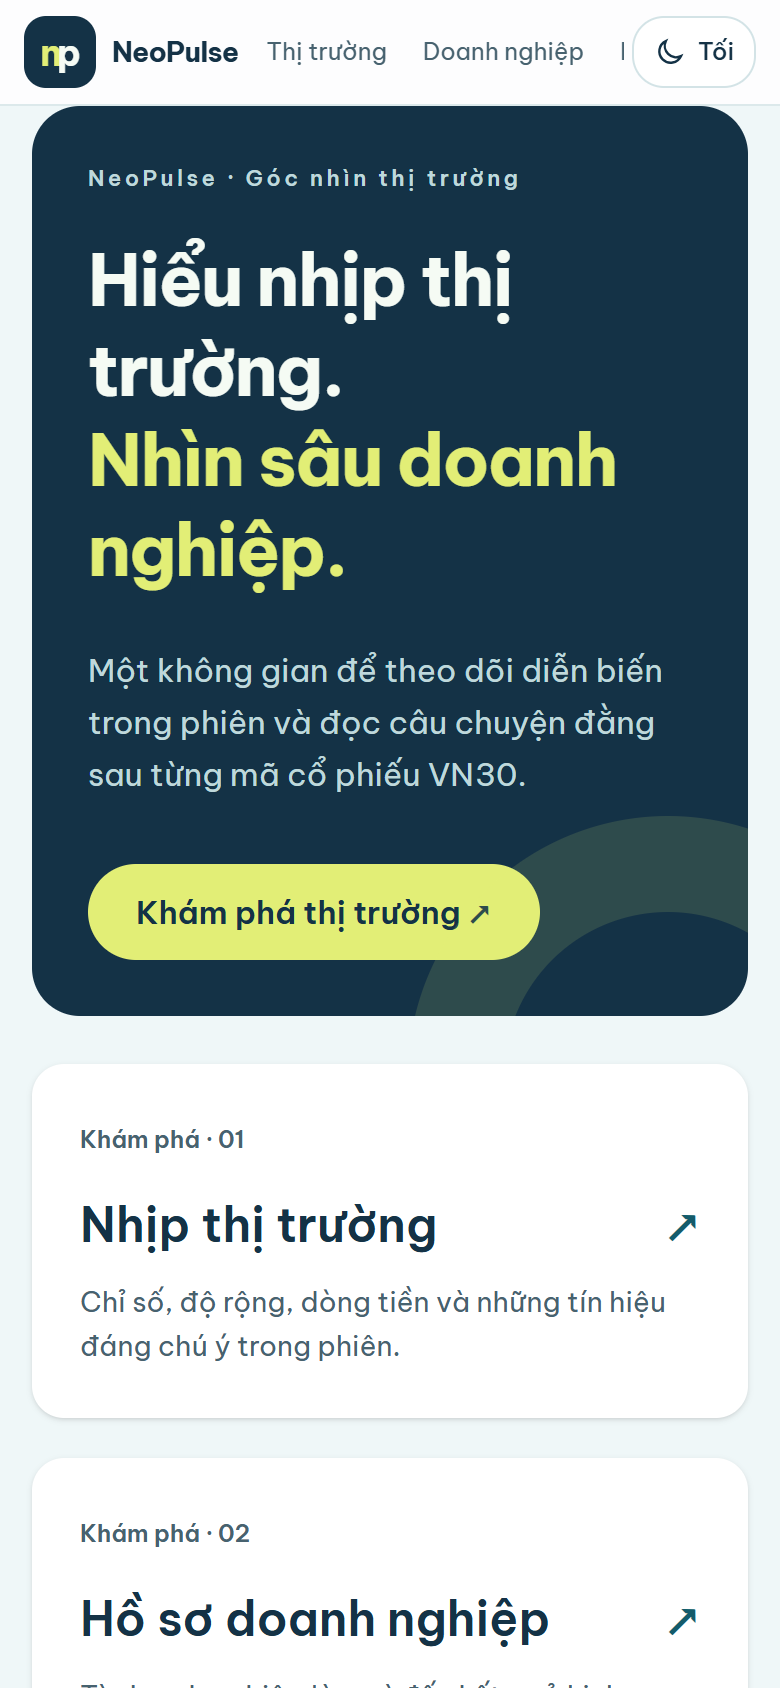 np NeoPulse Thị trường Doanh nghiệp Tối
NeoPulse · Góc nhìn thị trường
Hiểu nhịp thị
trường.
Nhìn sâu doanh
nghiệp.
Một không gian để theo dõi diễn biến
trong phiên và đọc câu chuyện đằng
sau từng mã cổ phiếu VN30.
Khám phá thị trường ↗
Khám phá · 01
Nhịp thị trường ↗
Chỉ số, độ rộng, dòng tiền và những tín hiệu
đáng chú ý trong phiên.
Khám phá · 02
Hồ sơ doanh nghiệp ↗